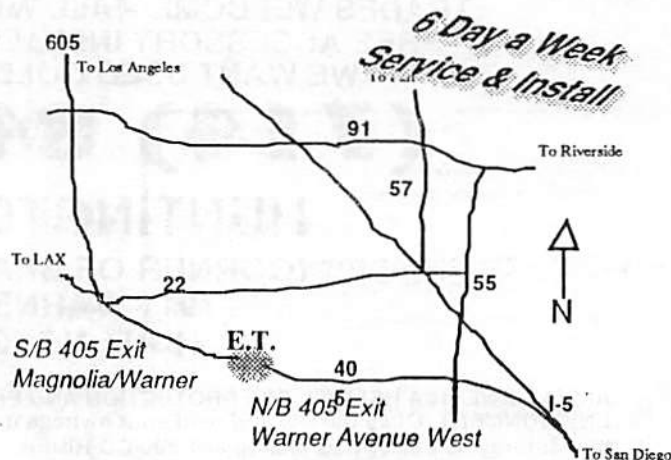 605
To Los Angeles
6 Day a Week
Service & Install
91
To Riverside
57
To LAX
22
55
N
E.T.
S/B 405 Exit
Magnolia/Warner
40
5
N/B 405 Exit
Warner Avenue West
I-5
To San Diego